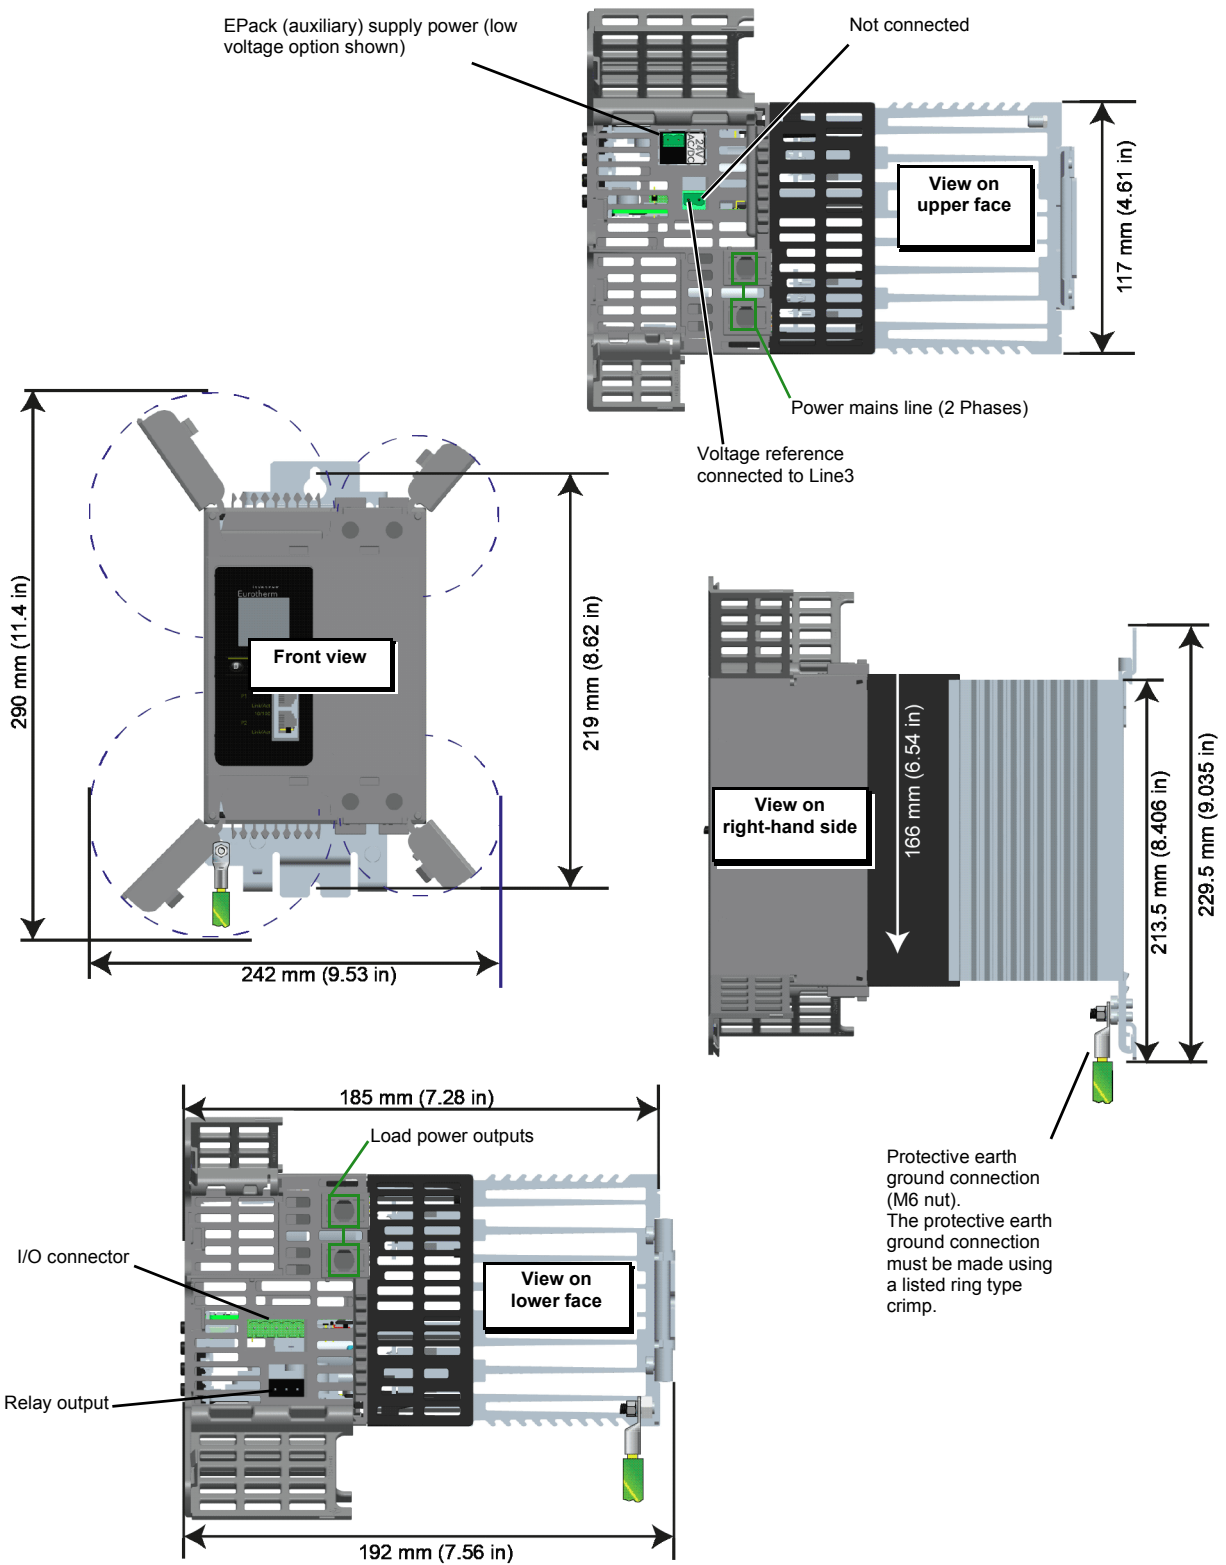 EPack (auxiliary) supply power (low
voltage option shown)
Not connected
24V
AC/DC
View on
upper face
117 mm (4.61 in)
Power mains line (2 Phases)
Voltage reference
connected to Line3
290 mm (11.4 in)
Eurotherm
Front view
219 mm (8.62 in)
242 mm (9.53 in)
View on
right-hand side
166 mm (6.54 in)
213.5 mm (8.406 in)
229.5 mm (9.035 in)
185 mm (7.28 in)
Load power outputs
I/O connector
View on
lower face
Relay output
192 mm (7.56 in)
Protective earth
ground connection
(M6 nut).
The protective earth
ground connection
must be made using
a listed ring type
crimp.